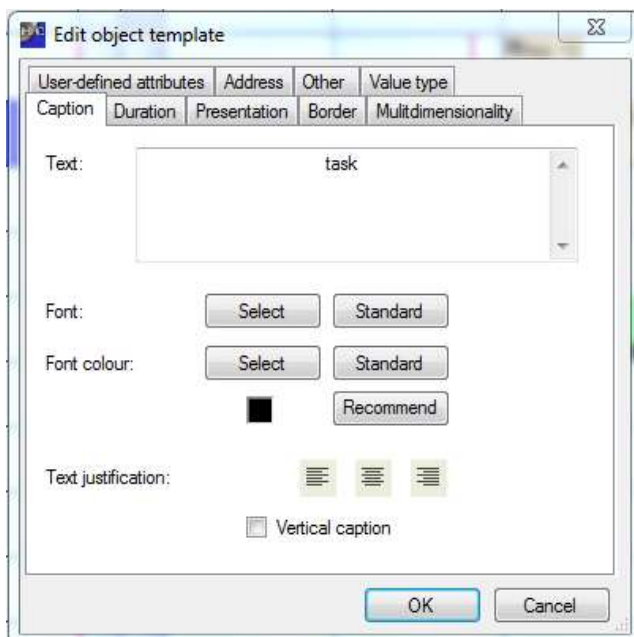 Edit object template
User-defined attributes Address Other Value type
Caption Duration Presentation Border Mulitdimensionality
Text: task
Font: Select Standard
Font colour: Select Standard
Recommend
Text justification:
Vertical caption
OK Cancel